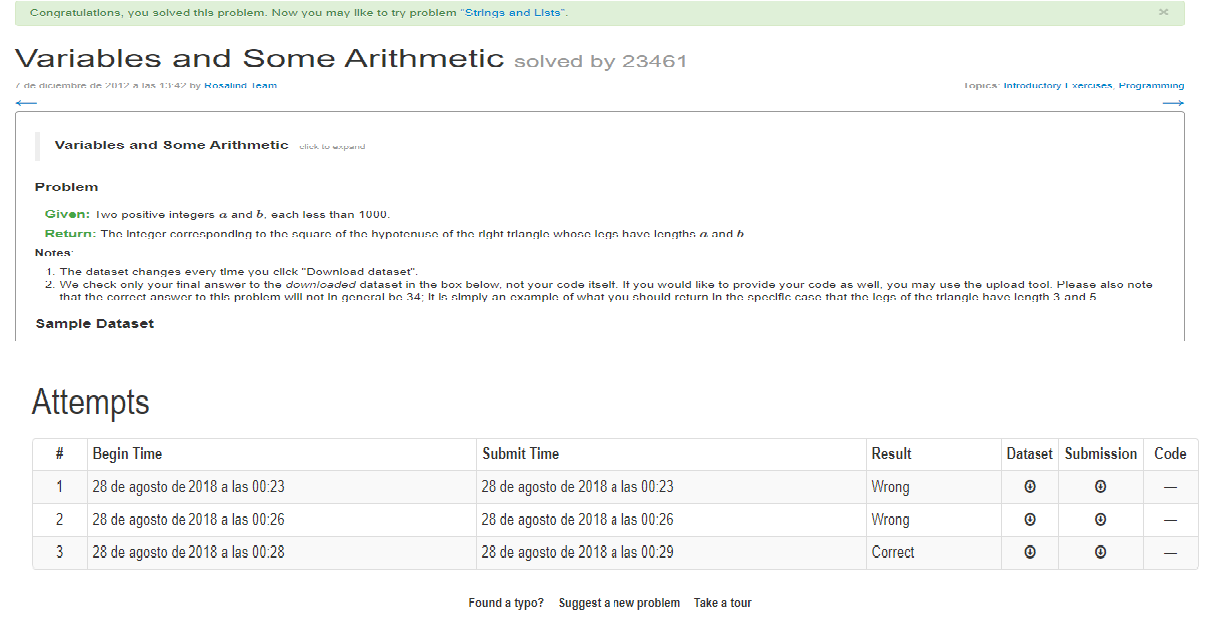 Congratulations, you solved this problem. Now you may like to try problem "Strings and Lists". ×
Variables and Some Arithmetic solved by 23461
7 de diciembre de 2012 a las 13:42 by Rosalind Team Topics: Introductory Exercises, Programming
← →
Variables and Some Arithmetic click to expand
Problem
Given: Two positive integers a and b, each less than 1000.
Return: The integer corresponding to the square of the hypotenuse of the right triangle whose legs have lengths a and b
Notes:
1. The dataset changes every time you click "Download dataset".
2. We check only your final answer to the downloaded dataset in the box below, not your code itself. If you would like to provide your code as well, you may use the upload tool. Please also note
that the correct answer to this problem will not in general be 34; it is simply an example of what you should return in the specific case that the legs of the triangle have length 3 and 5
Sample Dataset
Attempts
# Begin Time Submit Time Result Dataset Submission Code
1 28 de agosto de 2018 a las 00:23 28 de agosto de 2018 a las 00:23 Wrong —
2 28 de agosto de 2018 a las 00:26 28 de agosto de 2018 a las 00:26 Wrong —
3 28 de agosto de 2018 a las 00:28 28 de agosto de 2018 a las 00:29 Correct —
Found a typo? Suggest a new problem Take a tour